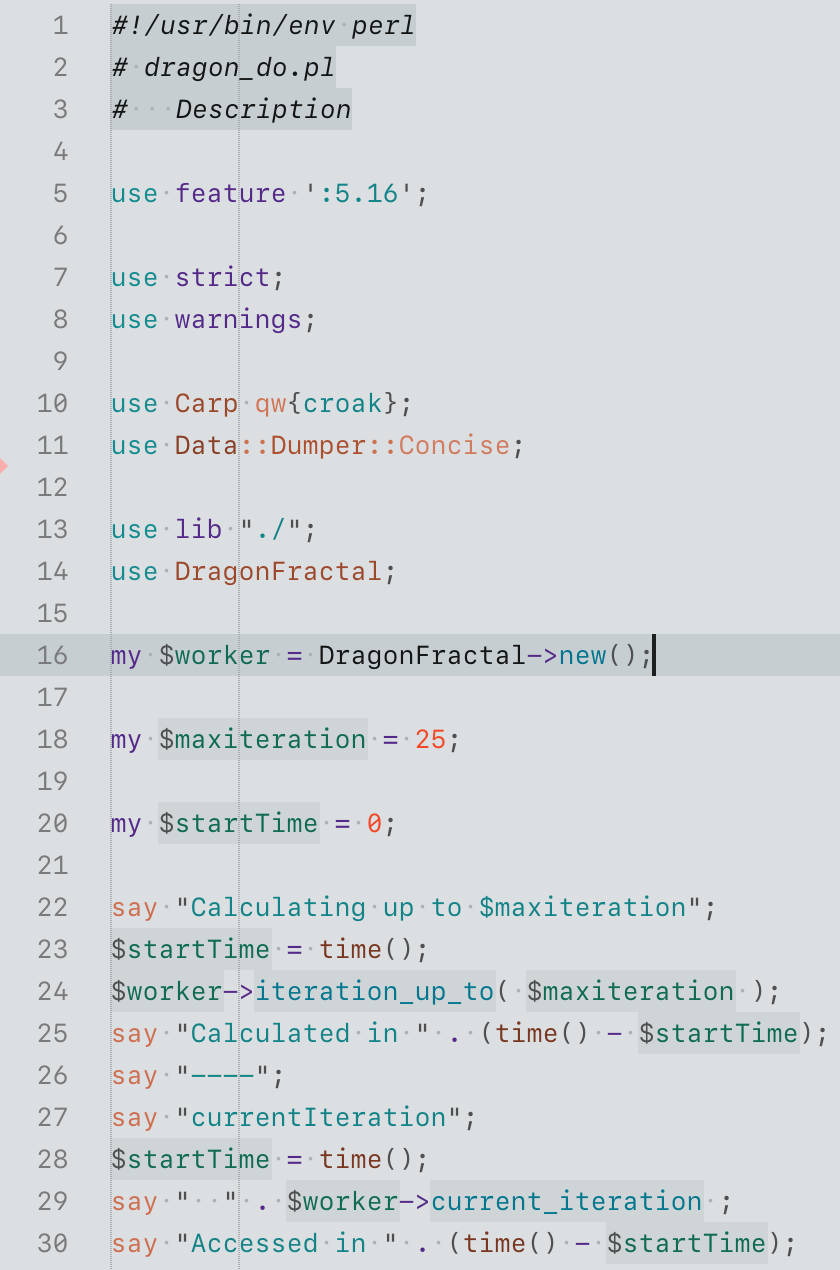 1 #!/usr/bin/env perl
2 # dragon_do.pl
3 #   Description
4
5 use feature ':5.16';
6
7 use strict;
8 use warnings;
9
10 use Carp qw{croak};
11 use Data::Dumper::Concise;
12
13 use lib "./";
14 use DragonFractal;
15
16 my $worker = DragonFractal->new();
17
18 my $maxiteration = 25;
19
20 my $startTime = 0;
21
22 say "Calculating up to $maxiteration";
23 $startTime = time();
24 $worker->iteration_up_to( $maxiteration );
25 say "Calculated in " . (time() - $startTime);
26 say "----";
27 say "currentIteration";
28 $startTime = time();
29 say "  " . $worker->current_iteration ;
30 say "Accessed in " . (time() - $startTime);